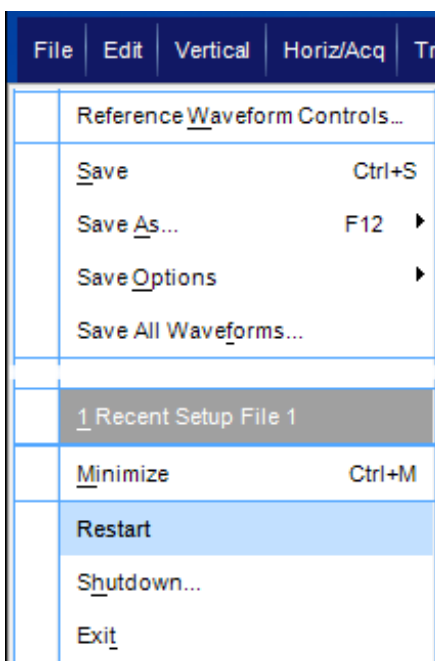 File Edit Vertical Horiz/Acq
Reference Waveform Controls...
Save Ctrl+S
Save As... F12
Save Options
Save All Waveforms...
1 Recent Setup File 1
Minimize Ctrl+M
Restart
Shutdown...
Exit